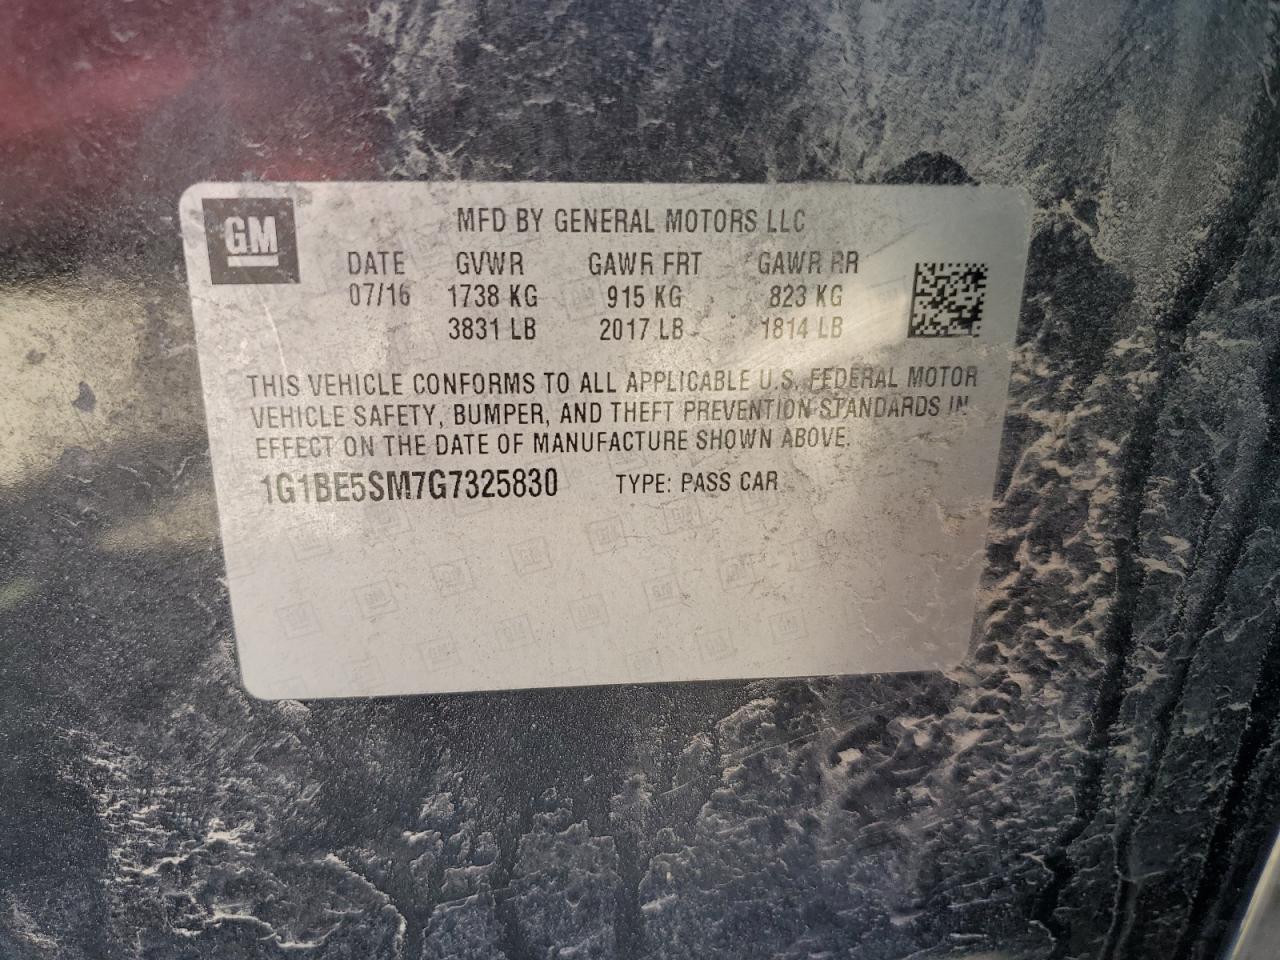 GM
MFD BY GENERAL MOTORS LLC
DATE GVWR GAWR FRT GAWR RR
07/16 1738 KG 915 KG 823 KG
3831 LB 2017 LB 1814 LB
THIS VEHICLE CONFORMS TO ALL APPLICABLE U.S. FEDERAL MOTOR
VEHICLE SAFETY, BUMPER, AND THEFT PREVENTION STANDARDS IN
EFFECT ON THE DATE OF MANUFACTURE SHOWN ABOVE.
1G1BE5SM7G7325830 TYPE: PASS CAR